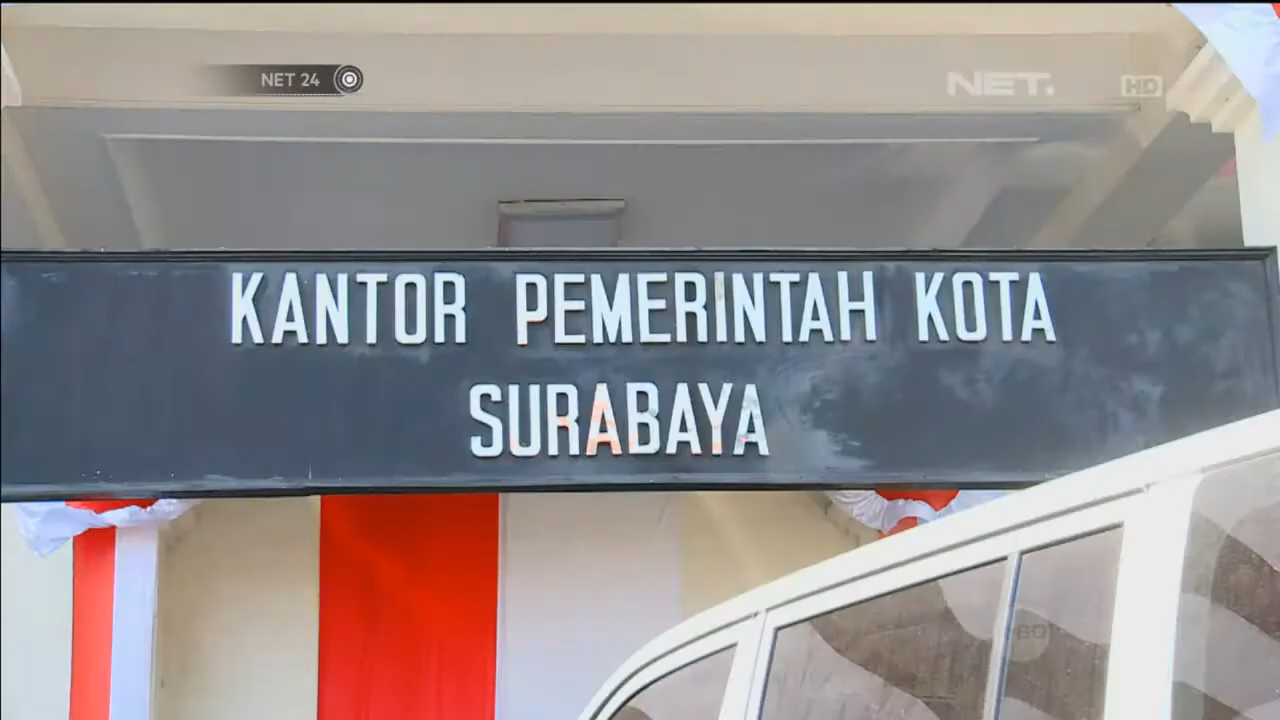 NET 24
NET.
HD
KANTOR PEMERINTAH KOTA
SURABAYA